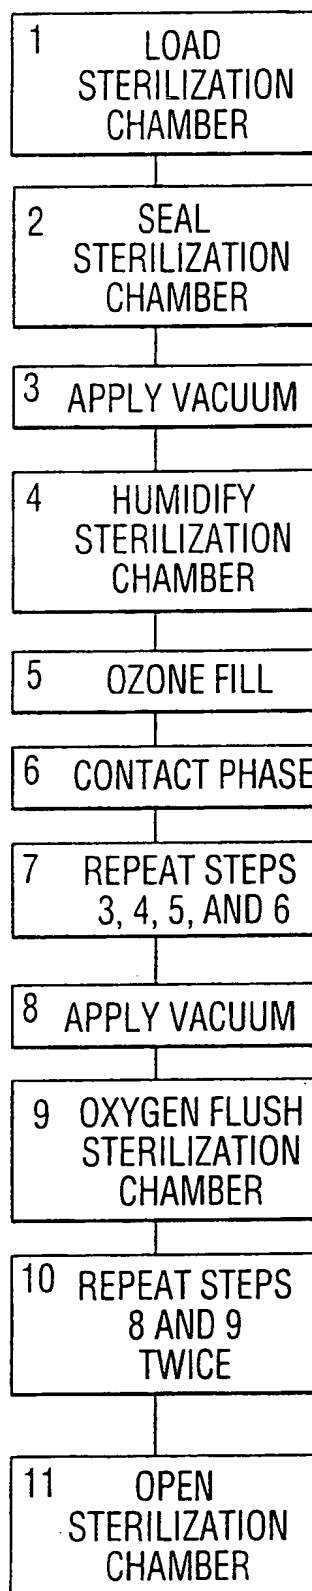 1 LOAD
STERILIZATION
CHAMBER
2 SEAL
STERILIZATION
CHAMBER
3 APPLY VACUUM
4 HUMIDIFY
STERILIZATION
CHAMBER
5 OZONE FILL
6 CONTACT PHASE
7 REPEAT STEPS
3, 4, 5, AND 6
8 APPLY VACUUM
9 OXYGEN FLUSH
STERILIZATION
CHAMBER
10 REPEAT STEPS
8 AND 9
TWICE
11 OPEN
STERILIZATION
CHAMBER